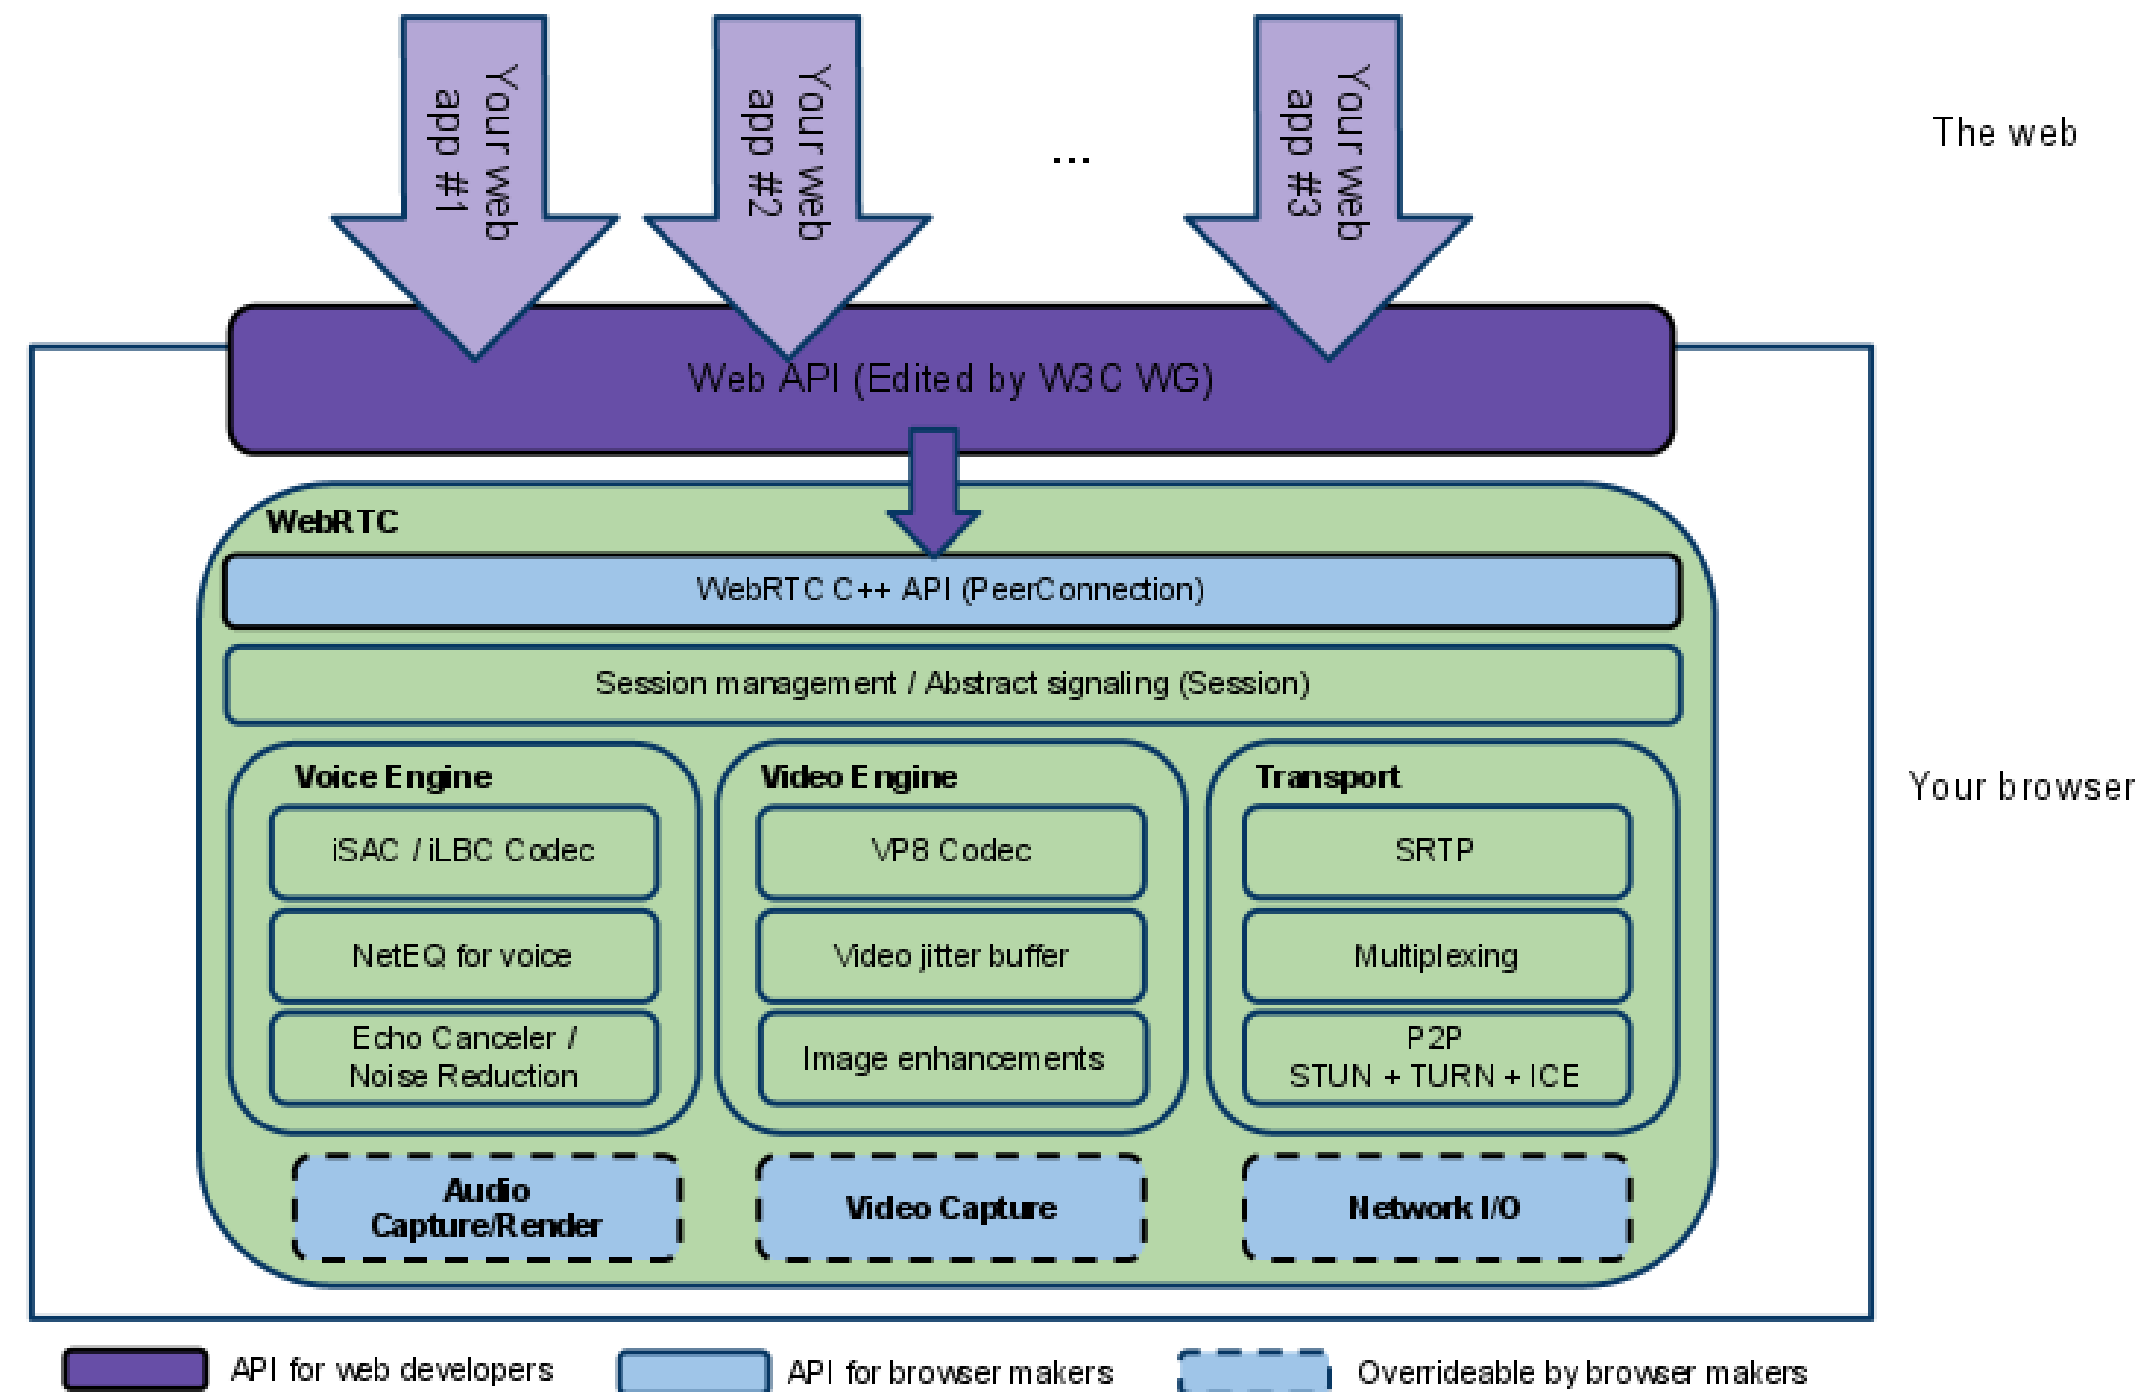 Your web
app #1
Your web
app #2
...
Your web
app #3
The web
Web API (Edited by W3C WG)
WebRTC
WebRTC C++ API (PeerConnection)
Session management / Abstract signaling (Session)
Voice Engine
iSAC / iLBC Codec
NetEQ for voice
Echo Canceler /
Noise Reduction
Video Engine
VP8 Codec
Video jitter buffer
Image enhancements
Transport
SRTP
Multiplexing
P2P
STUN + TURN + ICE
Your browser
Audio
Capture/Render
Video Capture
Network I/O
API for web developers
API for browser makers
Overrideable by browser makers